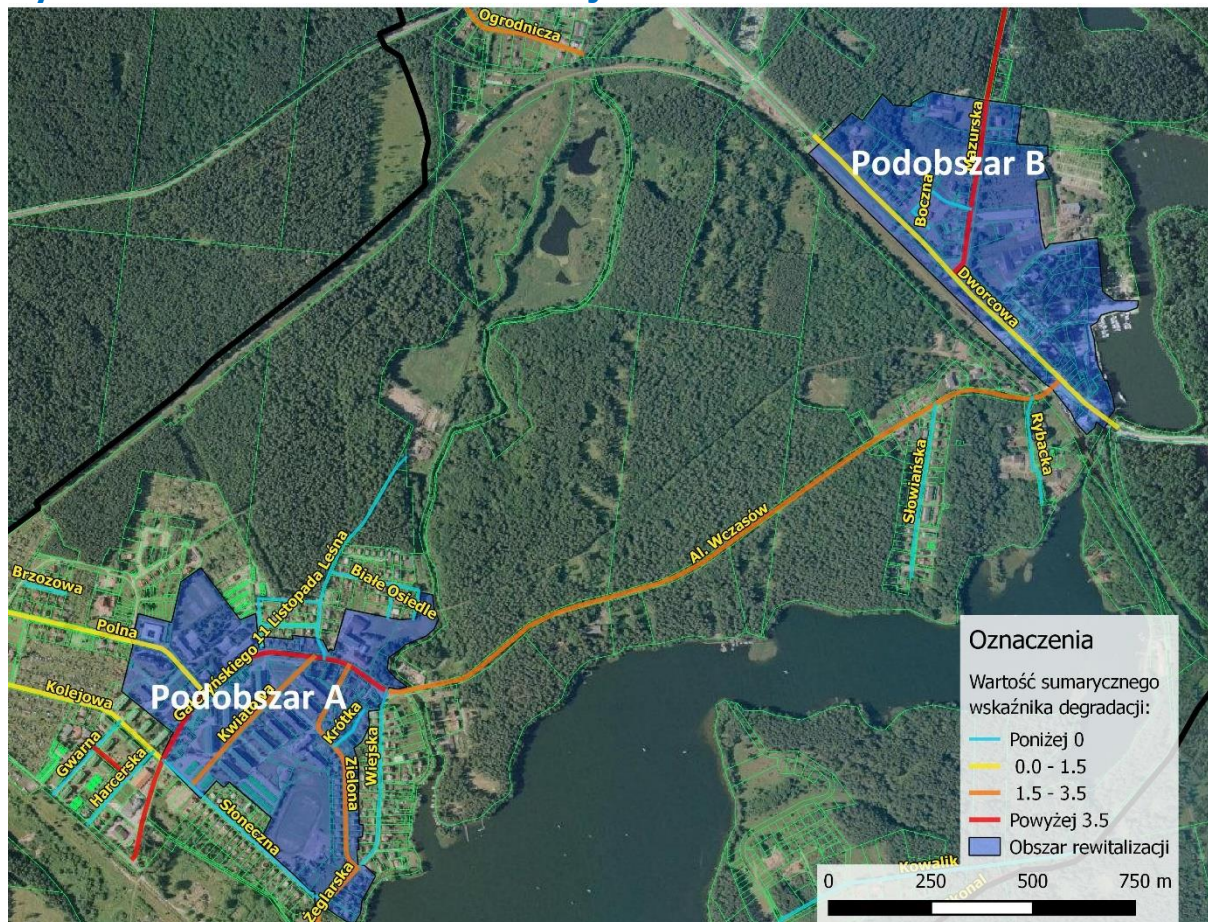 Ogrodnicza
Podobszar B
Mazurska
Boczna
Dworcowa
Rybacka
Słowiańska
Al. Wczasów
Leśna
11 Listopada
Białe Osiedle
Brzozowa
Polna
Podobszar A
Kolejowa
Kwiatowa
Krótka
Wiejska
Zielona
Gwarna
Harcerska
Słoneczna
Żeglarska
Kowalik
Oznaczenia
Wartość sumarycznego
wskaźnika degradacji:
Poniżej 0
0.0 - 1.5
1.5 - 3.5
Powyżej 3.5
Obszar rewitalizacji
0 250 500 750 m